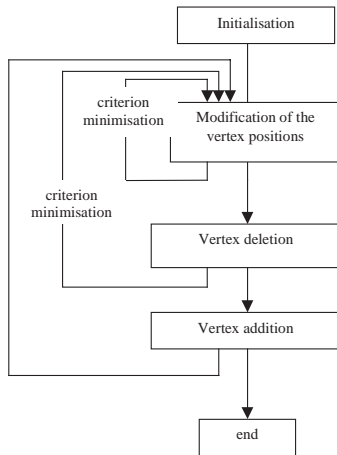 Initialisation
criterion
minimisation
Modification of the
vertex positions
criterion
minimisation
Vertex deletion
Vertex addition
end